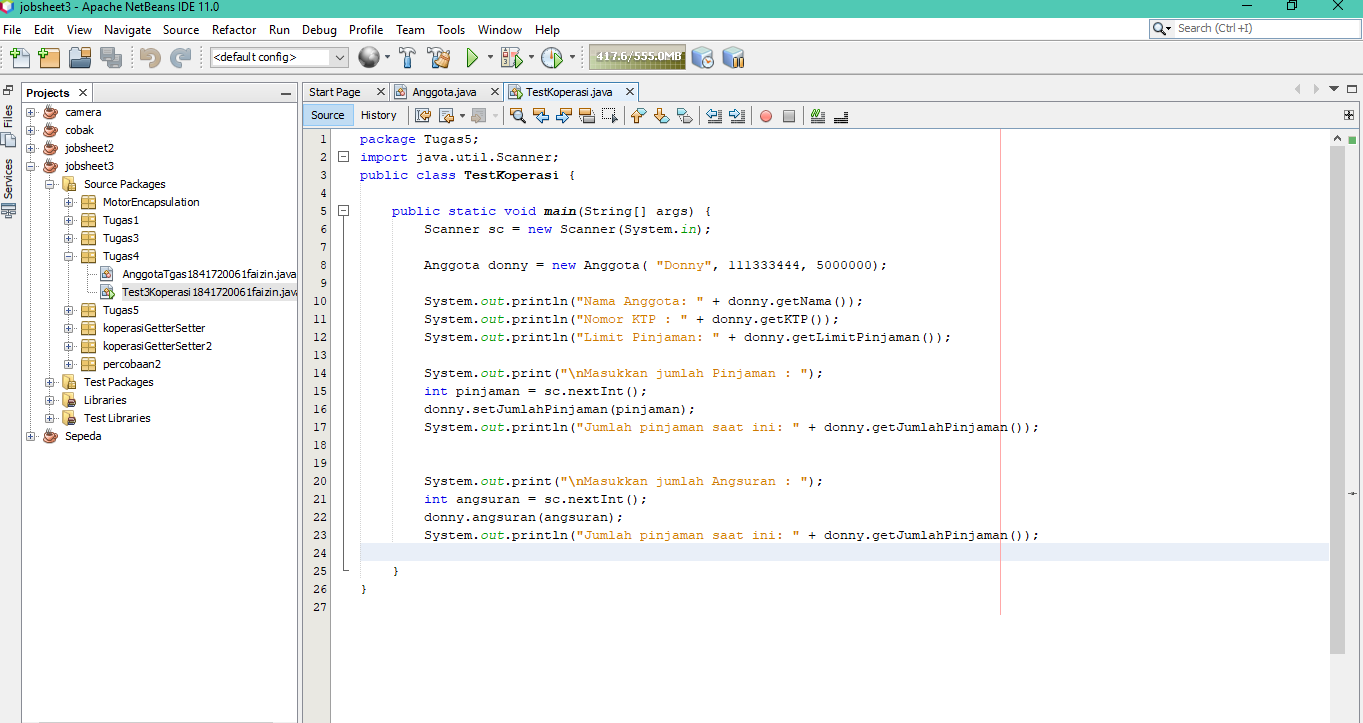 jobsheet3 - Apache NetBeans IDE 11.0
File Edit View Navigate Source Refactor Run Debug Profile Team Tools Window Help
Search (Ctrl+I)
<default config>
417.6/555.0MB
Files
Services
Projects
camera
cobak
jobsheet2
jobsheet3
Source Packages
MotorEncapsulation
Tugas1
Tugas3
Tugas4
AnggotaTgas1841720061faizin.java
Test3Koperasi1841720061faizin.java
Tugas5
koperasiGetterSetter
koperasiGetterSetter2
percobaan2
Test Packages
Libraries
Test Libraries
Sepeda
Start Page Anggota.java TestKoperasi.java
Source History
1 package Tugas5;
2 import java.util.Scanner;
3 public class TestKoperasi {
4
5 public static void main(String[] args) {
6 Scanner sc = new Scanner(System.in);
7
8 Anggota donny = new Anggota( "Donny", 111333444, 5000000);
9
10 System.out.println("Nama Anggota: " + donny.getNama());
11 System.out.println("Nomor KTP : " + donny.getKTP());
12 System.out.println("Limit Pinjaman: " + donny.getLimitPinjaman());
13
14 System.out.print("\nMasukkan jumlah Pinjaman : ");
15 int pinjaman = sc.nextInt();
16 donny.setJumlahPinjaman(pinjaman);
17 System.out.println("Jumlah pinjaman saat ini: " + donny.getJumlahPinjaman());
18
19
20 System.out.print("\nMasukkan jumlah Angsuran : ");
21 int angsuran = sc.nextInt();
22 donny.angsuran(angsuran);
23 System.out.println("Jumlah pinjaman saat ini: " + donny.getJumlahPinjaman());
24
25 }
26 }
27